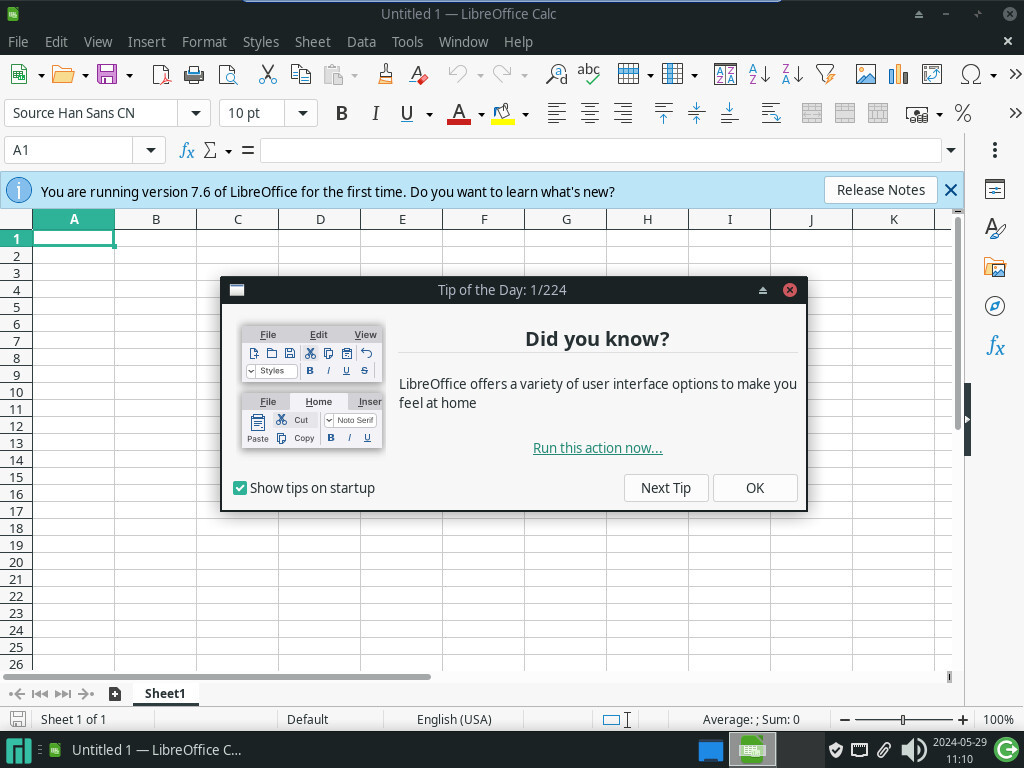 Untitled 1 — LibreOffice Calc
File Edit View Insert Format Styles Sheet Data Tools Window Help
abc
Source Han Sans CN 10 pt B I U A %
A1 fx Σ =
You are running version 7.6 of LibreOffice for the first time. Do you want to learn what's new? Release Notes
A B C D E F G H I J K
1
2
3
4
5
6
7
8
9
10
11
12
13
14
15
16
17
18
19
20
21
22
23
24
25
26
Tip of the Day: 1/224
File Edit View
Styles B I U S
File Home Inser
Cut Noto Serif
Paste Copy B I U
Did you know?
LibreOffice offers a variety of user interface options to make you
feel at home
Run this action now...
Show tips on startup Next Tip OK
Sheet1
Sheet 1 of 1 Default English (USA) Average: ; Sum: 0 100%
Untitled 1 — LibreOffice C...
2024-05-29
11:10